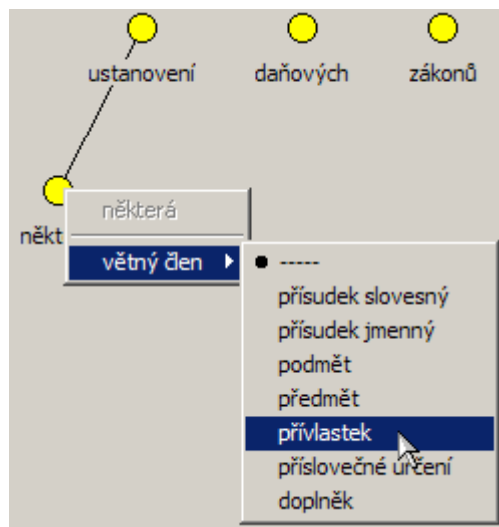 ustanovení daňových zákonů
někt
některá
větný člen
-----
přísudek slovesný
přísudek jmenný
podmět
předmět
přívlastek
příslovečné určení
doplněk